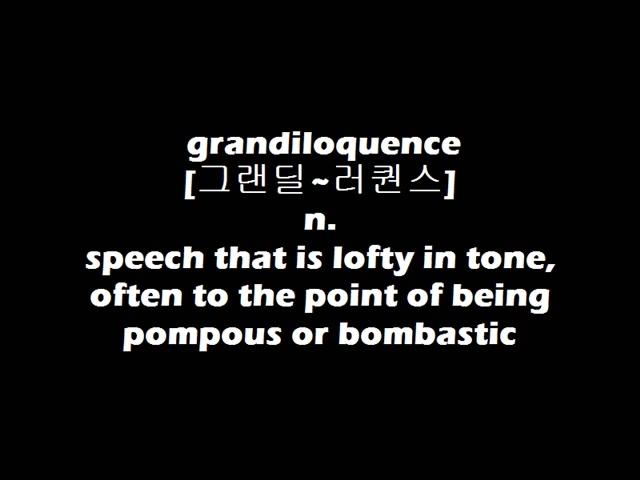 grandiloquence
[그랜딜~러퀀스]
n.
speech that is lofty in tone,
often to the point of being
pompous or bombastic